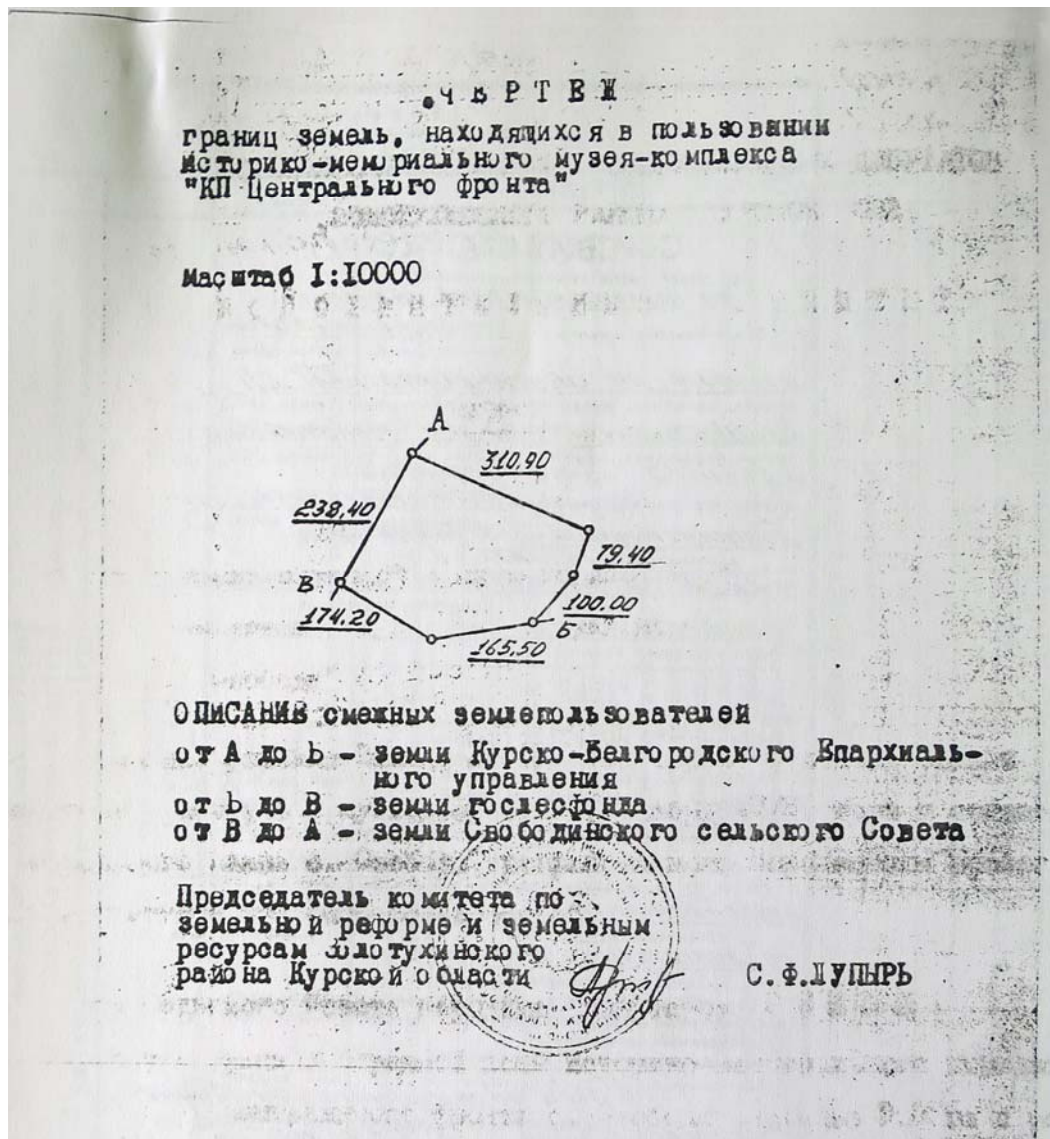 ЧЕРТЕЖ
границ земель, находящихся в пользовании
историко-мемориального музея-комплекса
"КП Центрального фронта"
Масштаб I:I0000
А
310,90
238,40
79,40
В
100,00
174,20
Б
165,50
ОПИСАНИЕ смежных землепользователей
от А до Б - земли Курско-Белгородского Епархиаль-
ного управления
от Б до В - земли гослесфонда
от В до А - земли Свободинского сельского Совета
Председатель комитета по
земельной реформе и земельным
ресурсам Золотухинского
района Курской области
С.Ф.ЛУПЫРЬ